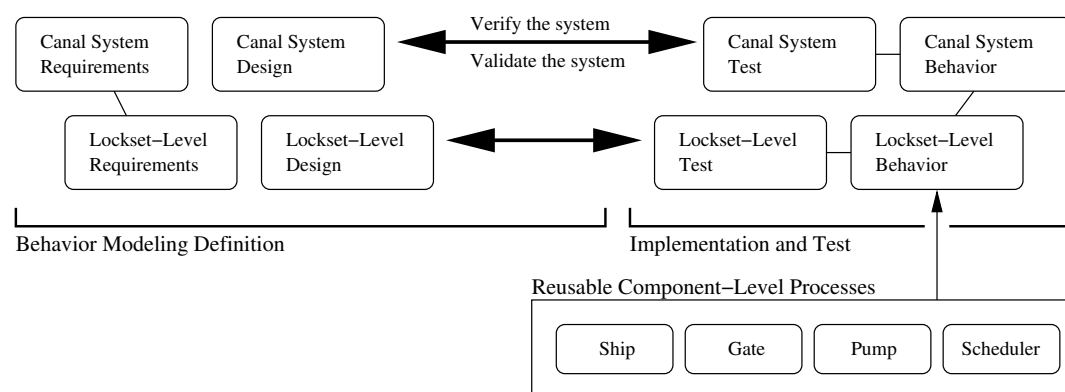 Canal System
Requirements
Canal System
Design
Verify the system
Validate the system
Canal System
Test
Canal System
Behavior
Lockset−Level
Requirements
Lockset−Level
Design
Lockset−Level
Test
Lockset−Level
Behavior
Behavior Modeling Definition
Implementation and Test
Reusable Component−Level Processes
Ship
Gate
Pump
Scheduler